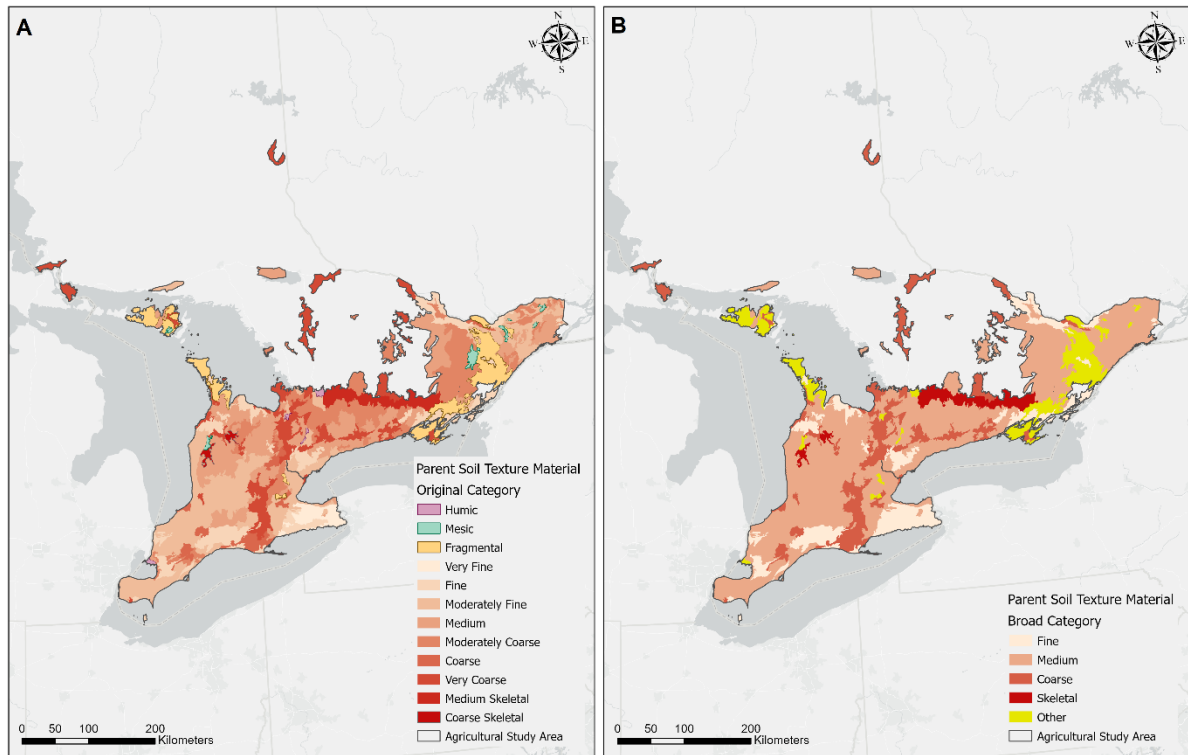 A
N
W E
S
Parent Soil Texture Material
Original Category
Humic
Mesic
Fragmental
Very Fine
Fine
Moderately Fine
Medium
Moderately Coarse
Coarse
Very Coarse
Medium Skeletal
Coarse Skeletal
Agricultural Study Area
0 50 100 200
Kilometers
B
N
W E
S
Parent Soil Texture Material
Broad Category
Fine
Medium
Coarse
Skeletal
Other
Agricultural Study Area
0 50 100 200
Kilometers